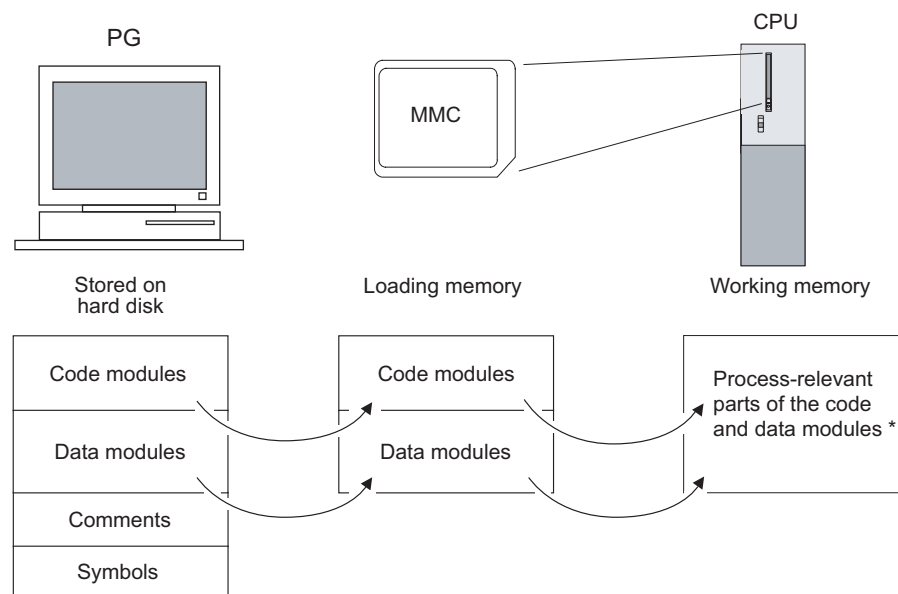 PG
MMC
CPU
Stored on
hard disk
Loading memory
Working memory
Code modules
Data modules
Comments
Symbols
Code modules
Data modules
Process-relevant
parts of the code
and data modules *